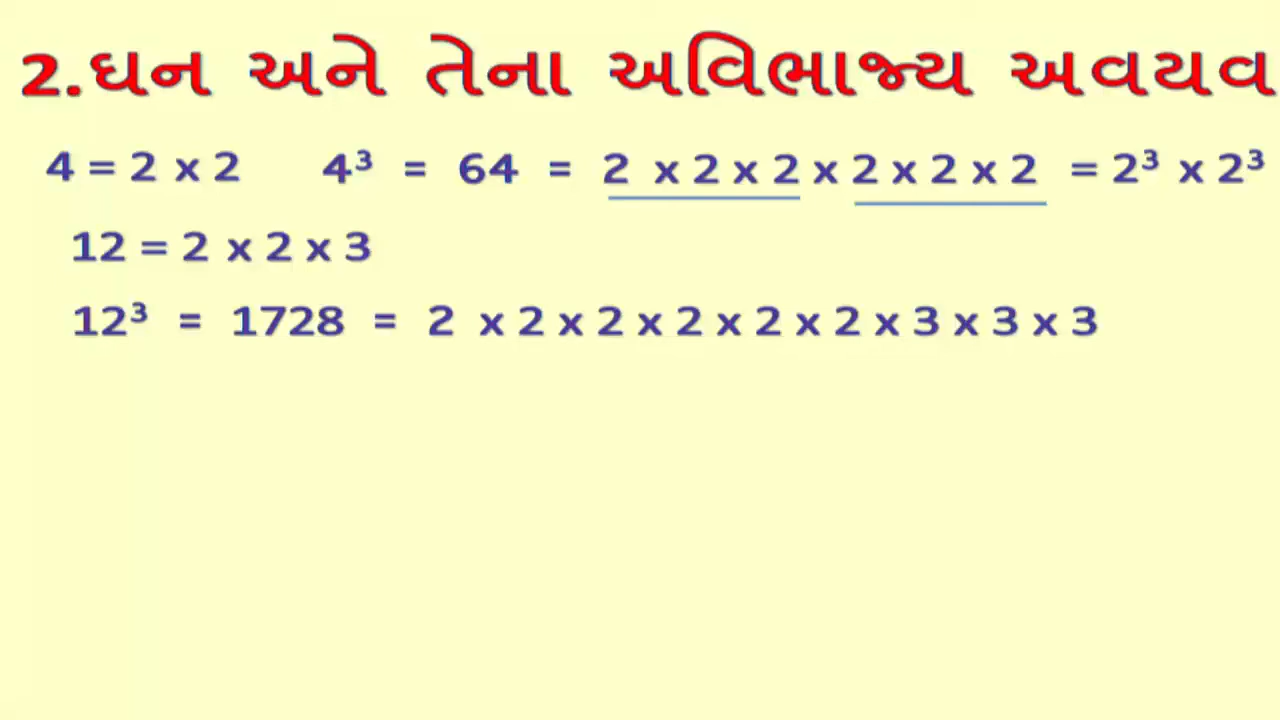 2.ઘન અને તેના અવિભાજ્ય અવયવ
4 = 2 x 2 4³ = 64 = 2 x 2 x 2 x 2 x 2 x 2 = 2³ x 2³
12 = 2 x 2 x 3
12³ = 1728 = 2 x 2 x 2 x 2 x 2 x 2 x 3 x 3 x 3